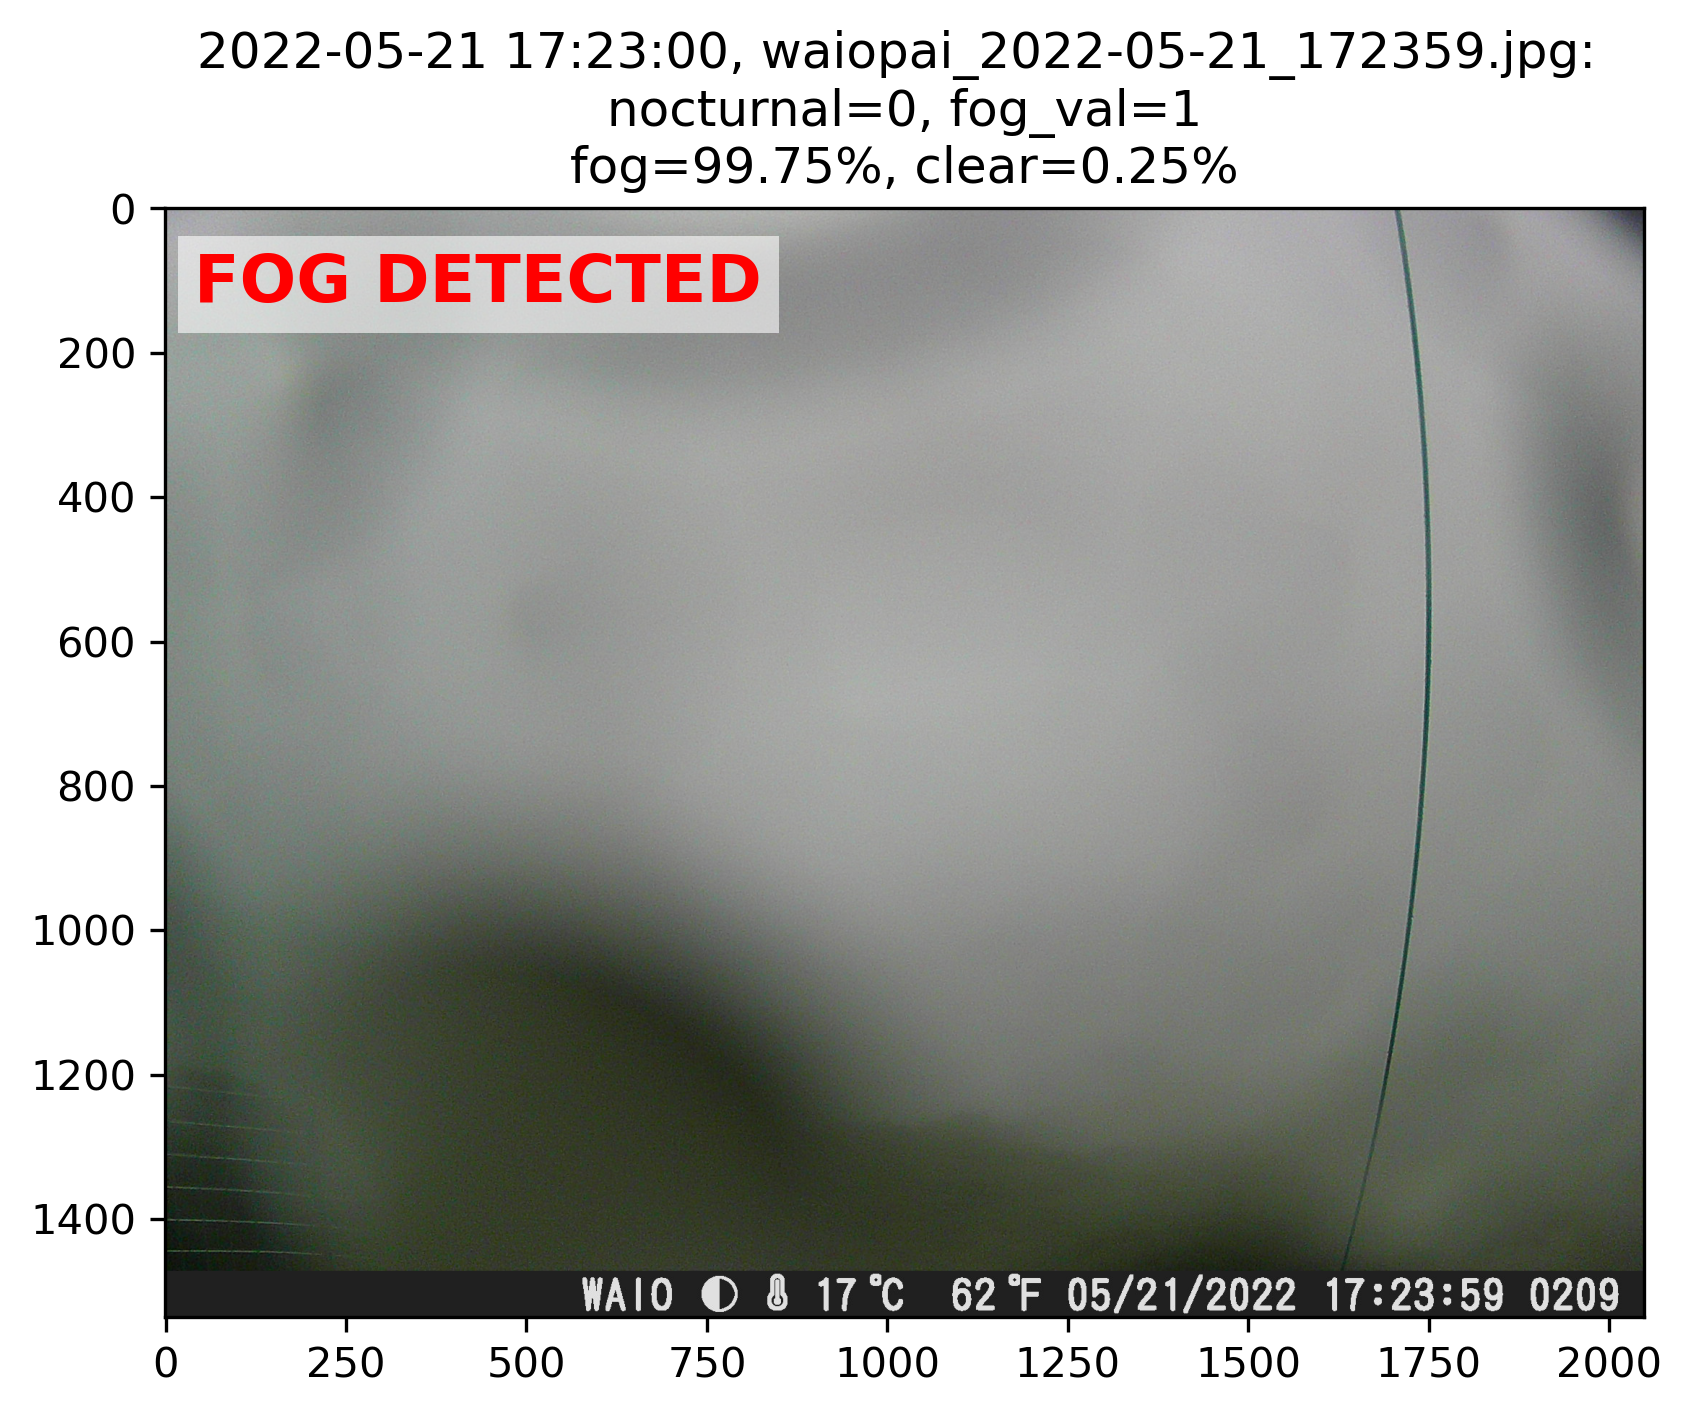 2022-05-21 17:23:00, waiopai_2022-05-21_172359.jpg:
nocturnal=0, fog_val=1
fog=99.75%, clear=0.25%
FOG DETECTED
0
200
400
600
800
1000
1200
1400
WAIO 17°C 62°F 05/21/2022 17:23:59 0209
0 250 500 750 1000 1250 1500 1750 2000